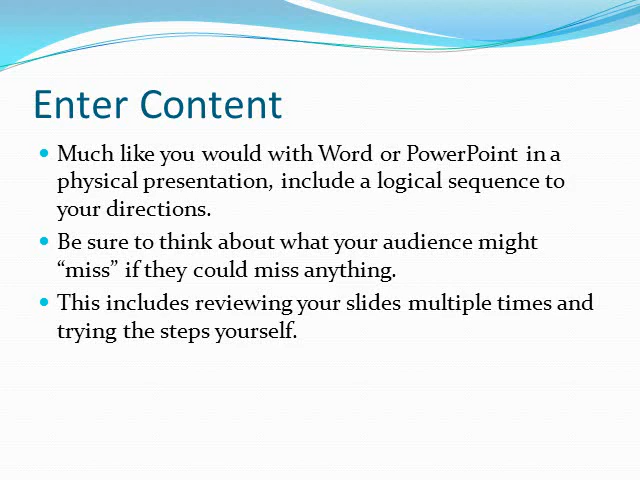 Enter Content
• Much like you would with Word or PowerPoint in a
physical presentation, include a logical sequence to
your directions.
• Be sure to think about what your audience might
“miss” if they could miss anything.
• This includes reviewing your slides multiple times and
trying the steps yourself.